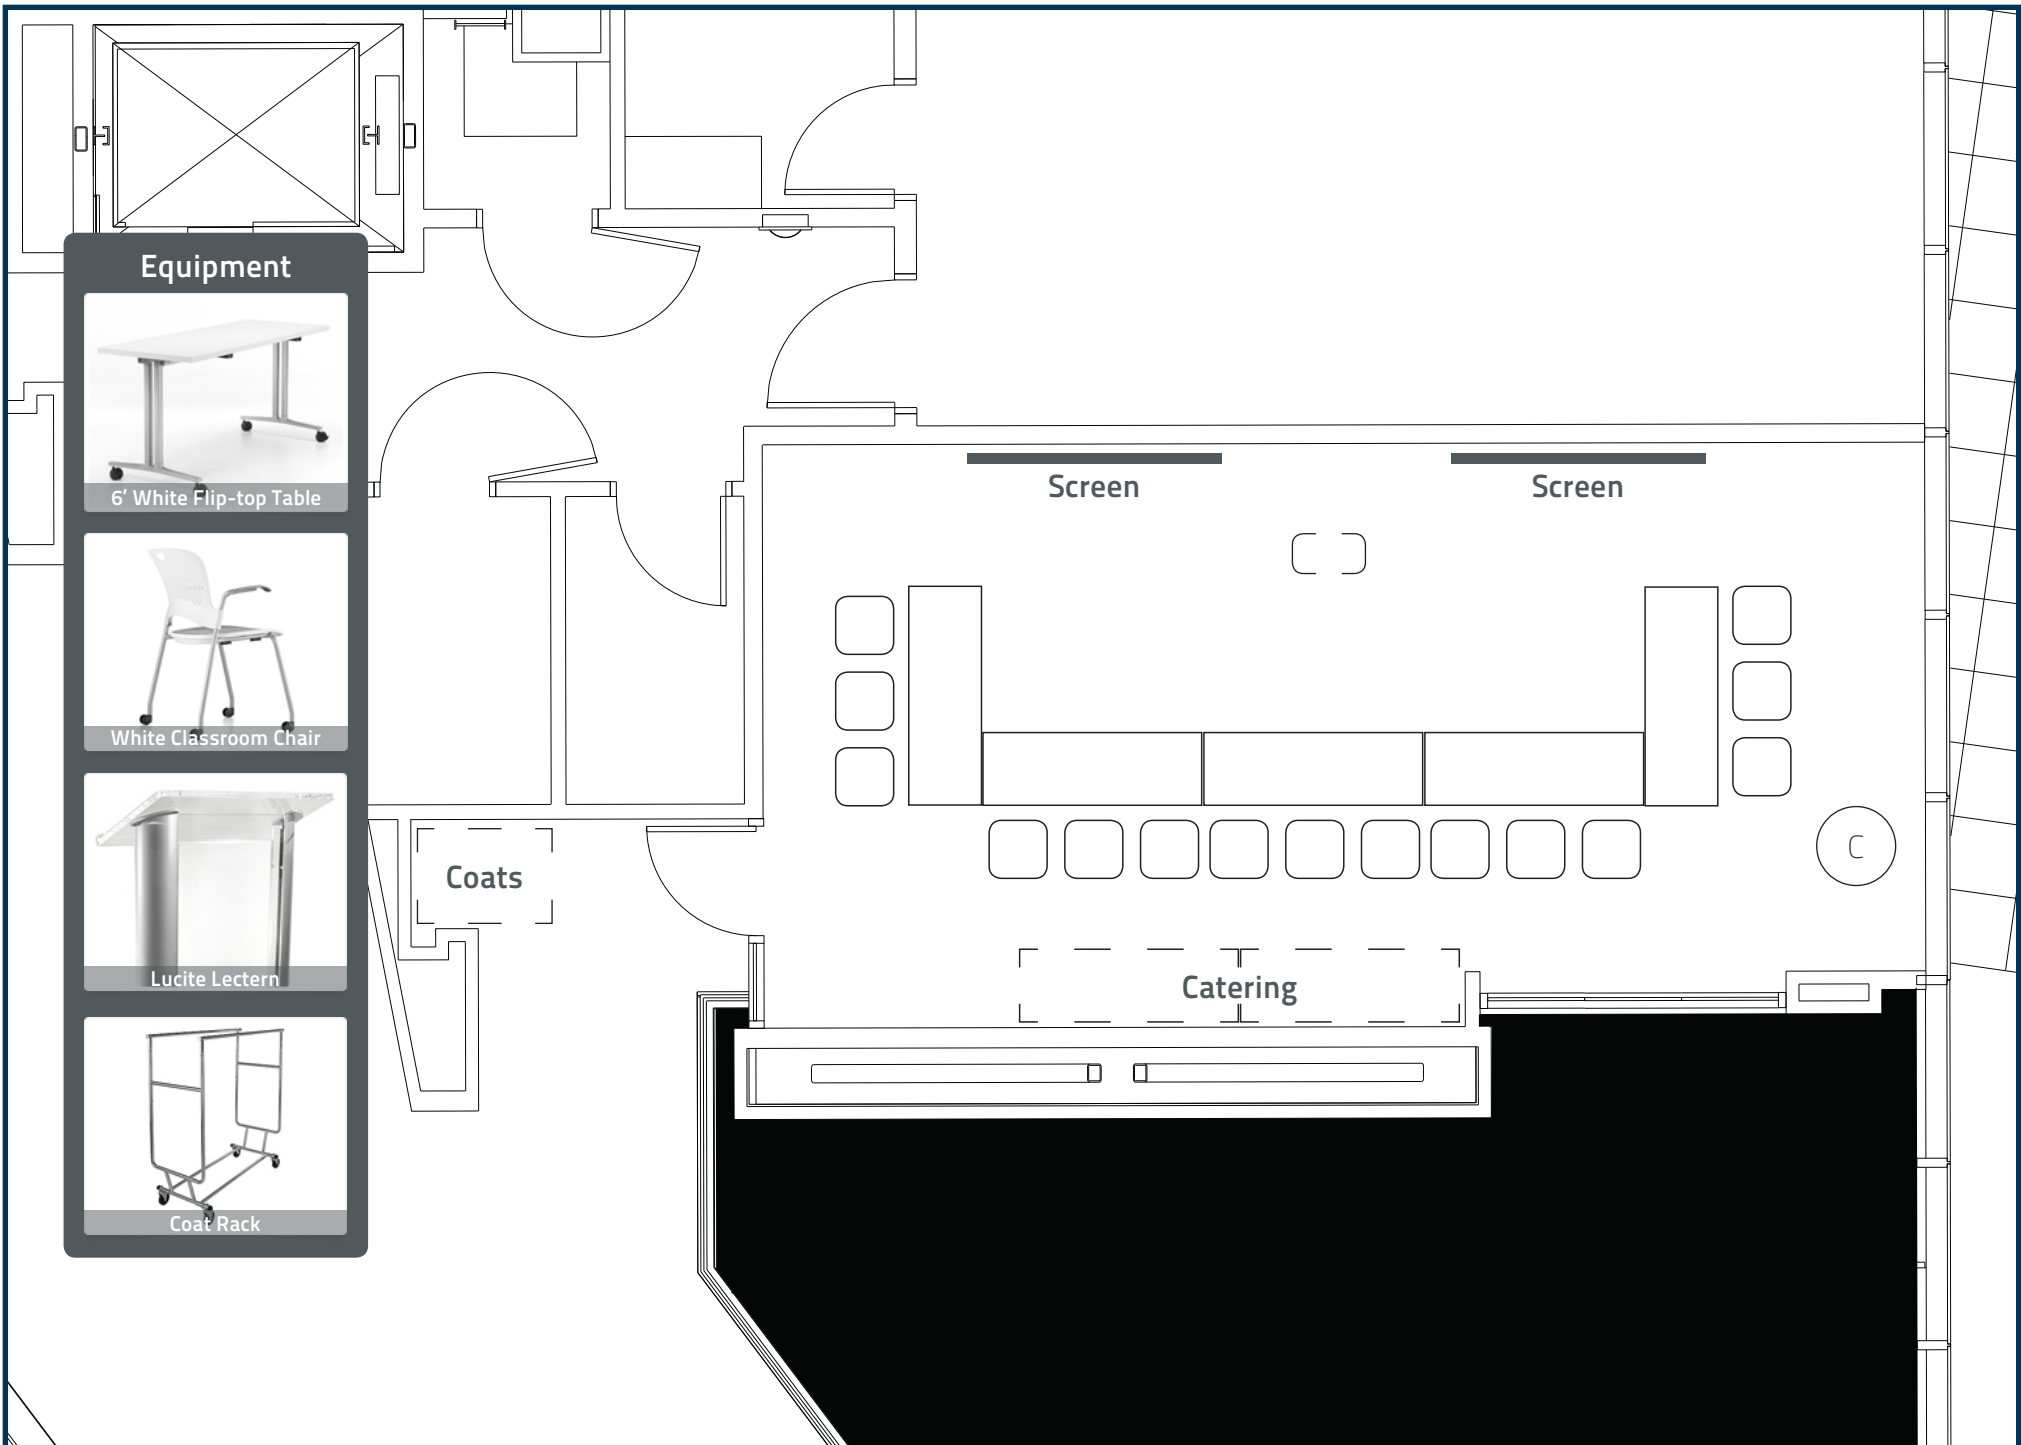 Equipment
6’ White Flip-top Table
White Classroom Chair
Lucite Lectern
Coat Rack
Screen
Screen
Coats
C
Catering